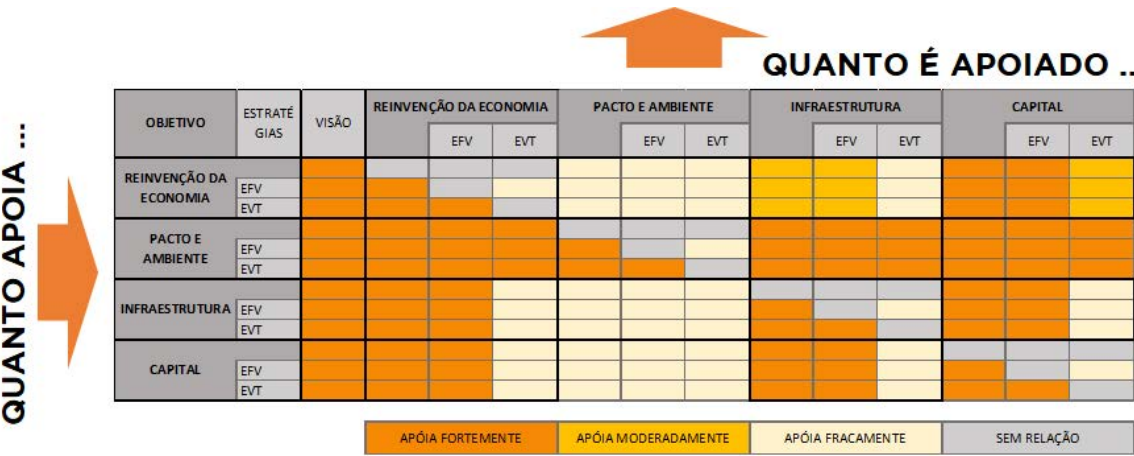 QUANTO É APOIADO ..
QUANTO APOIA ...
OBJETIVO
ESTRATÉ
GIAS
VISÃO
REINVENÇÃO DA ECONOMIA
PACTO E AMBIENTE
INFRAESTRUTURA
CAPITAL
EFV EVT EFV EVT EFV EVT EFV EVT
REINVENÇÃO DA
ECONOMIA
EFV
EVT
PACTO E
AMBIENTE
EFV
EVT
INFRAESTRUTURA
EFV
EVT
CAPITAL
EFV
EVT
APÓIA FORTEMENTE APÓIA MODERADAMENTE APÓIA FRACAMENTE SEM RELAÇÃO